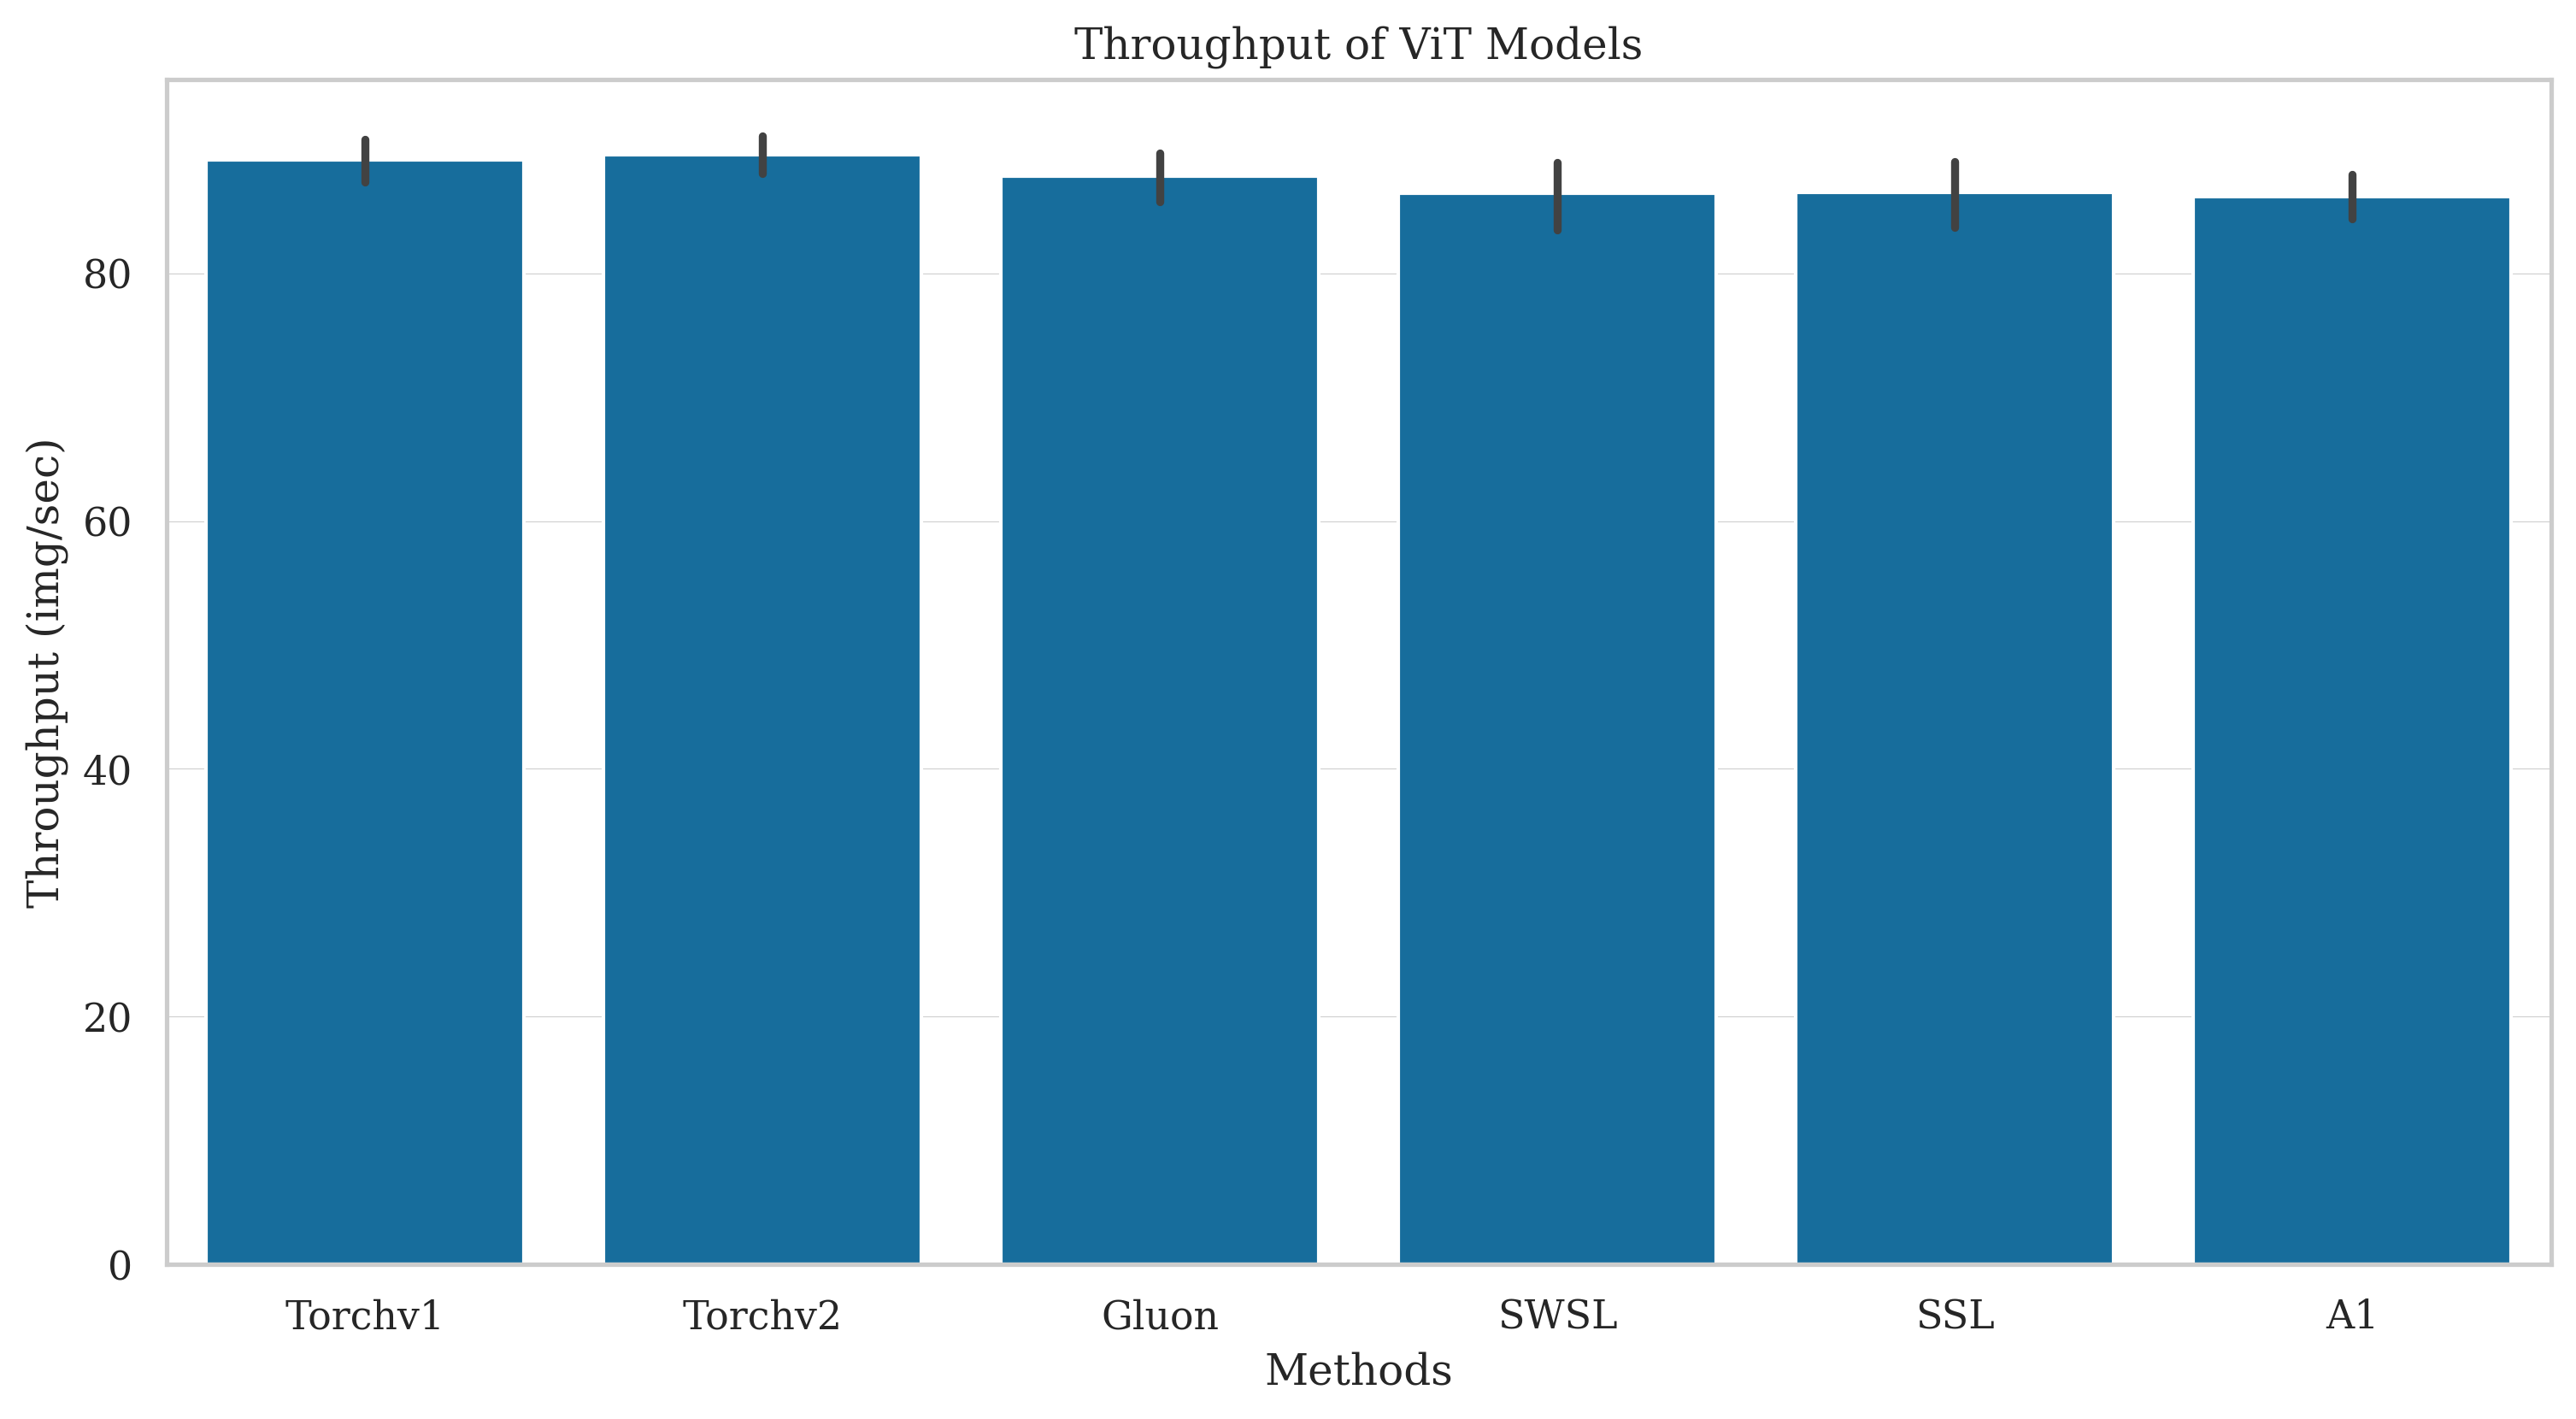 Throughput of ViT Models
Throughput (img/sec)
80
60
40
20
0
Torchv1
Torchv2
Gluon
SWSL
SSL
A1
Methods